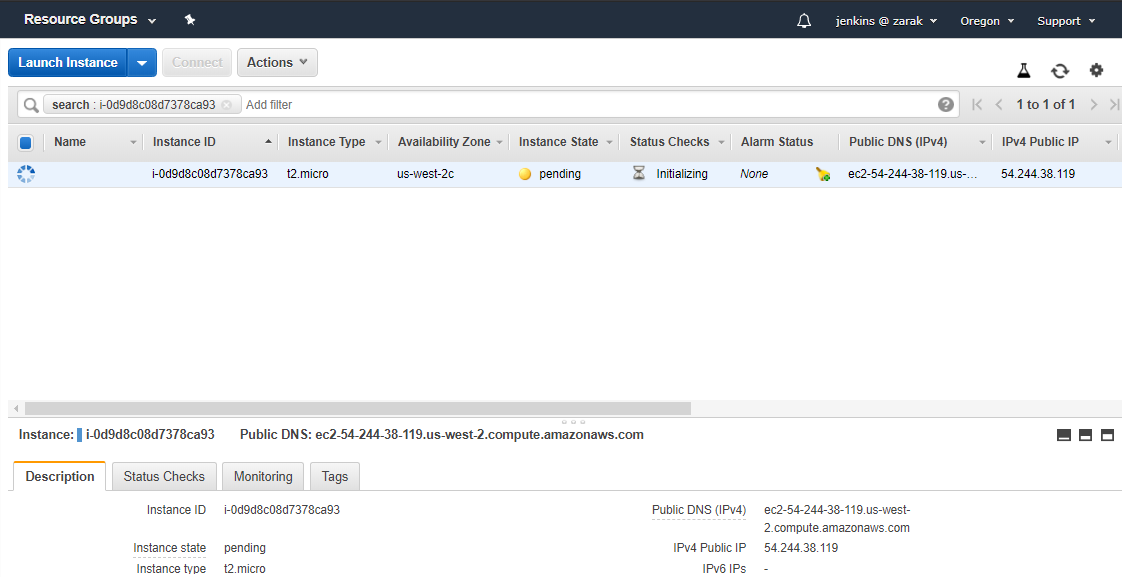 Resource Groups jenkins @ zarak Oregon Support
Launch Instance Connect Actions
search : i-0d9d8c08d7378ca93 Add filter 1 to 1 of 1
Name Instance ID Instance Type Availability Zone Instance State Status Checks Alarm Status Public DNS (IPv4) IPv4 Public IP
i-0d9d8c08d7378ca93 t2.micro us-west-2c pending Initializing None ec2-54-244-38-119.us-... 54.244.38.119
Instance: i-0d9d8c08d7378ca93 Public DNS: ec2-54-244-38-119.us-west-2.compute.amazonaws.com
Description Status Checks Monitoring Tags
Instance ID i-0d9d8c08d7378ca93 Public DNS (IPv4) ec2-54-244-38-119.us-west-
2.compute.amazonaws.com
Instance state pending IPv4 Public IP 54.244.38.119
Instance type t2.micro IPv6 IPs -